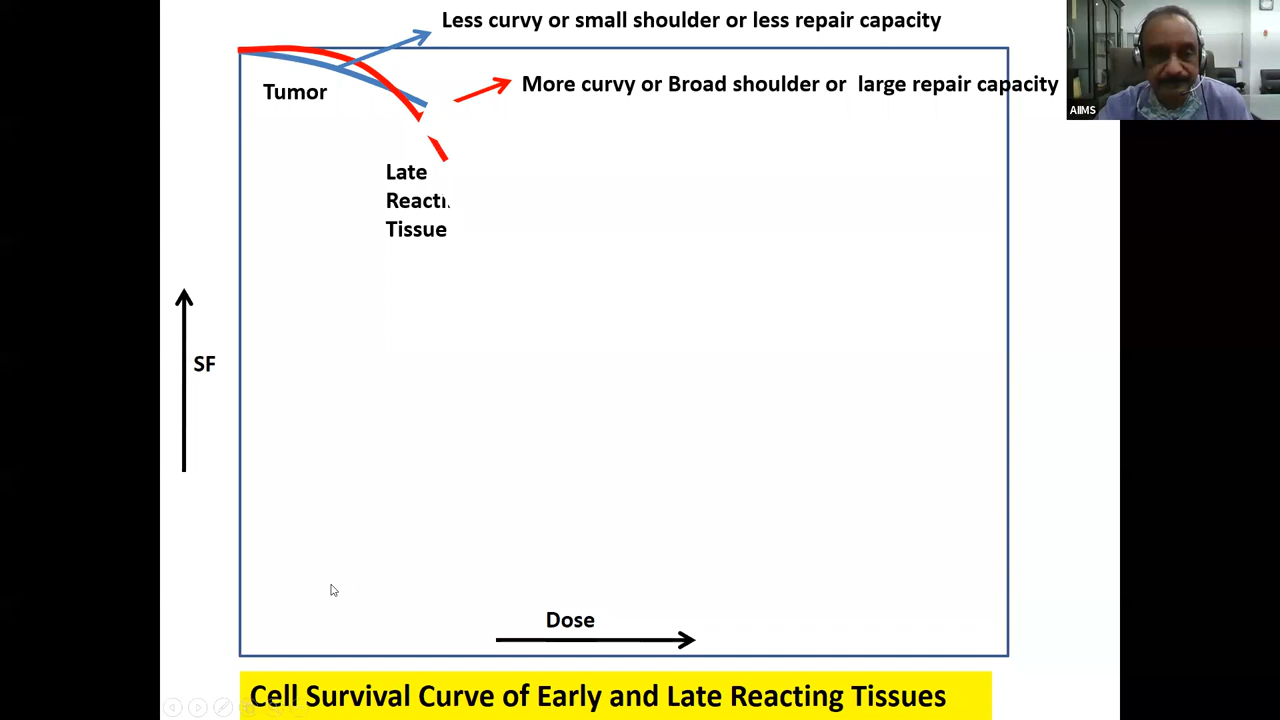 Less curvy or small shoulder or less repair capacity
More curvy or Broad shoulder or large repair capacity
AIIMS
Tumor
Late
Tissue
SF
Dose
Cell Survival Curve of Early and Late Reacting Tissues